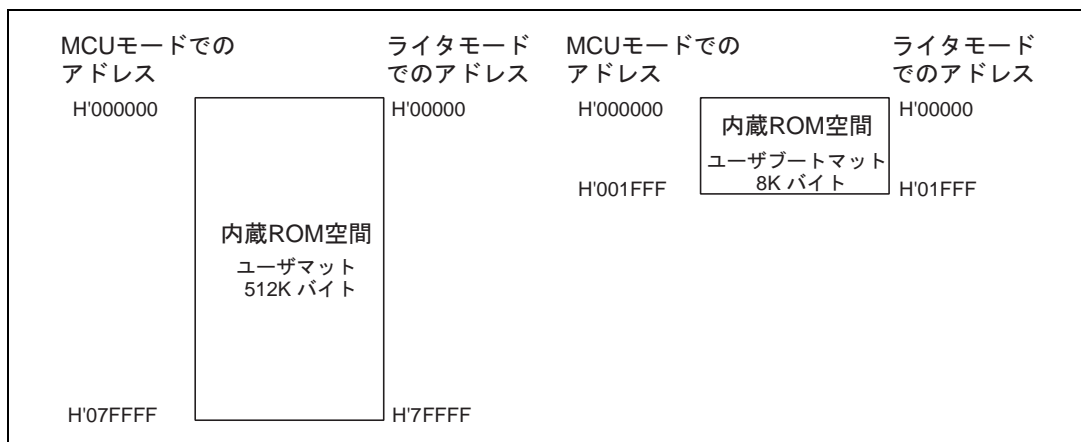 MCUモードでの
アドレス
ライタモード
でのアドレス
H'000000
H'00000
内蔵ROM空間
ユーザマット
512K バイト
H'07FFFF
H'7FFFF
MCUモードでの
アドレス
ライタモード
でのアドレス
H'000000
H'00000
内蔵ROM空間
ユーザブートマット
8K バイト
H'001FFF
H'01FFF